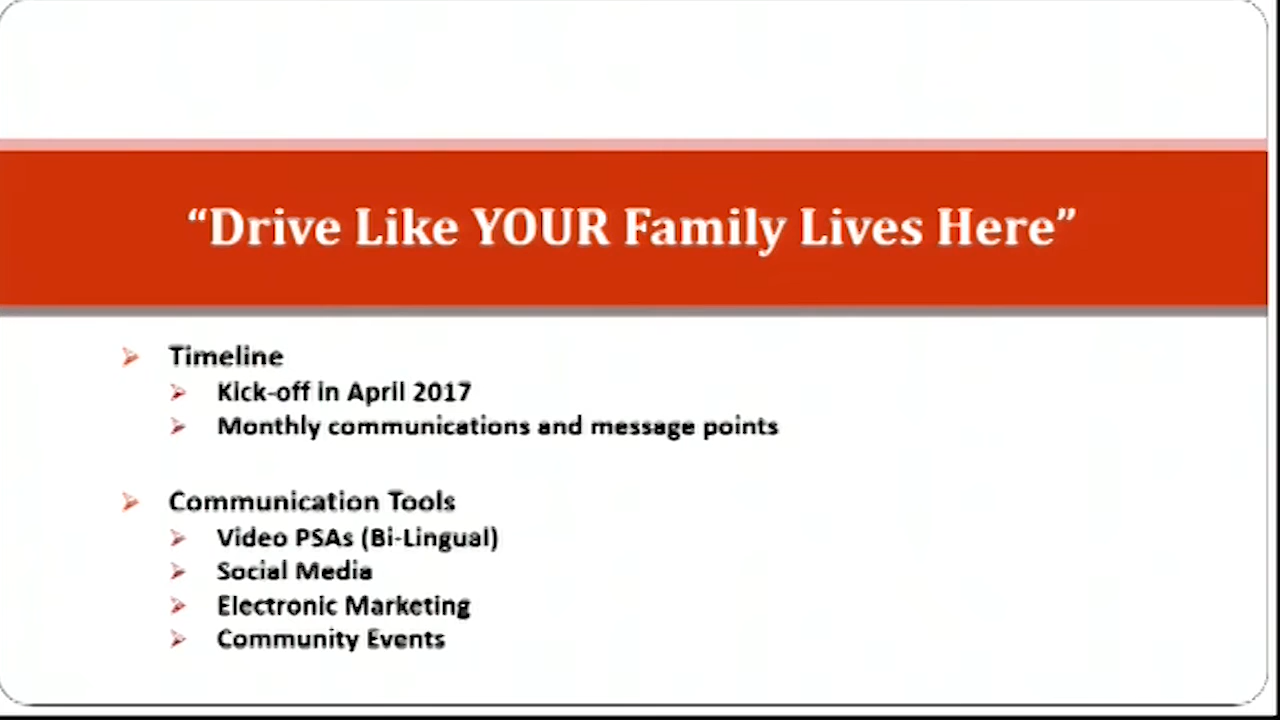 “Drive Like YOUR Family Lives Here”
Timeline
Kick-off in April 2017
Monthly communications and message points
Communication Tools
Video PSAs (Bi-Lingual)
Social Media
Electronic Marketing
Community Events